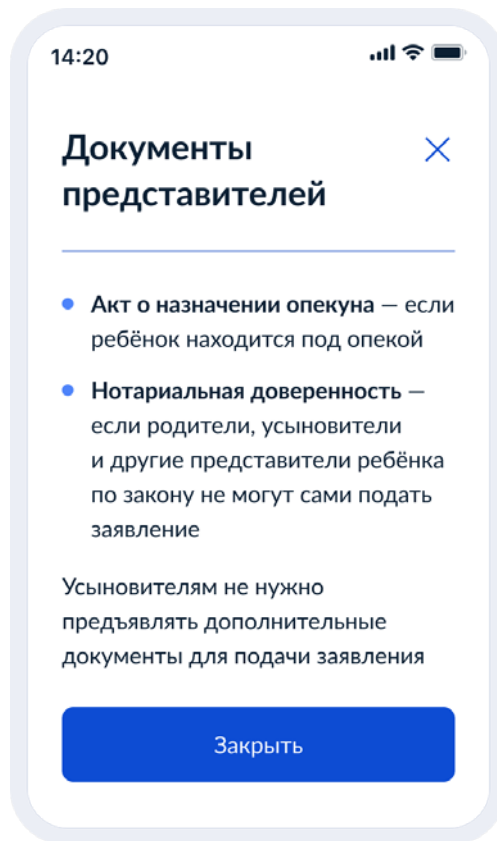 14:20
Документы
представителей
Акт о назначении опекуна — если
ребёнок находится под опекой
Нотариальная доверенность —
если родители, усыновители
и другие представители ребёнка
по закону не могут сами подать
заявление
Усыновителям не нужно
предъявлять дополнительные
документы для подачи заявления
Закрыть